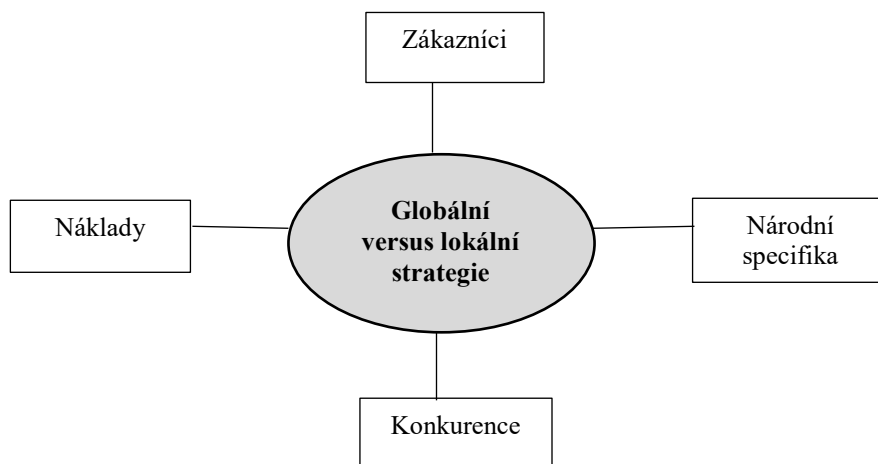 Zákazníci
Náklady
Globální
versus lokální
strategie
Národní
specifika
Konkurence